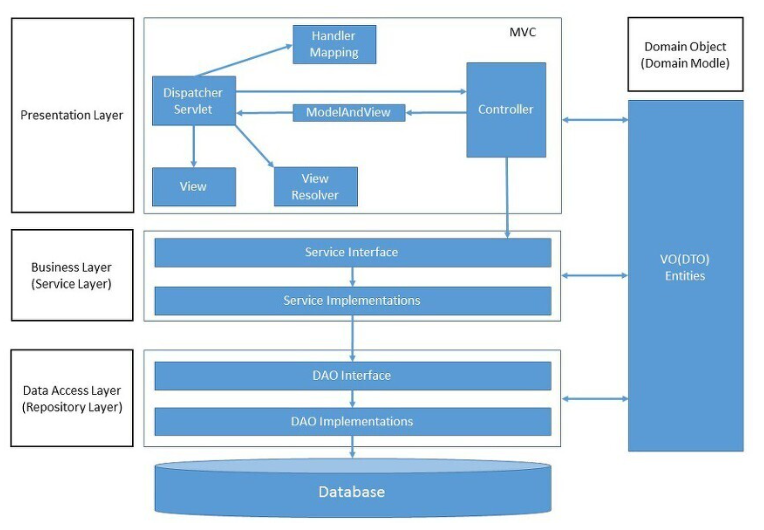 MVC
Handler
Mapping
Domain Object
(Domain Modle)
Presentation Layer
Dispatcher
Servlet
ModelAndView
Controller
View
View
Resolver
Business Layer
(Service Layer)
Service Interface
Service Implementations
VO(DTO)
Entities
Data Access Layer
(Repository Layer)
DAO Interface
DAO Implementations
Database